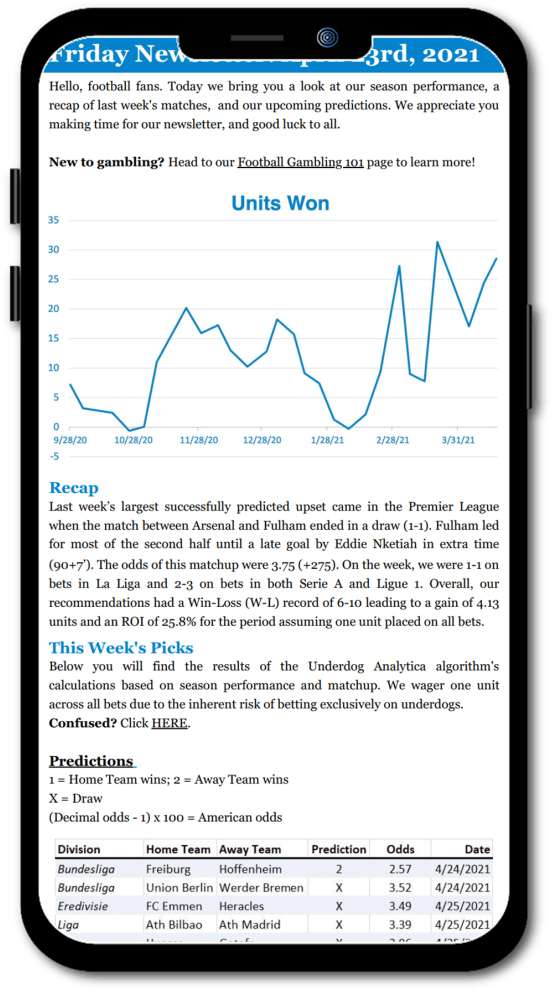 Friday New 3rd, 2021
Hello, football fans. Today we bring you a look at our season performance, a
recap of last week's matches, and our upcoming predictions. We appreciate you
making time for our newsletter, and good luck to all.
New to gambling? Head to our Football Gambling 101 page to learn more!
Units Won
35
30
25
20
15
10
5
0
9/28/20 10/28/20 11/28/20 12/28/20 1/28/21 2/28/21 3/31/21
-5
Recap
Last week's largest successfully predicted upset came in the Premier League
when the match between Arsenal and Fulham ended in a draw (1-1). Fulham led
for most of the second half until a late goal by Eddie Nketiah in extra time
(90+7'). The odds of this matchup were 3.75 (+275). On the week, we were 1-1 on
bets in La Liga and 2-3 on bets in both Serie A and Ligue 1. Overall, our
recommendations had a Win-Loss (W-L) record of 6-10 leading to a gain of 4.13
units and an ROI of 25.8% for the period assuming one unit placed on all bets.
This Week's Picks
Below you will find the results of the Underdog Analytica algorithm's
calculations based on season performance and matchup. We wager one unit
across all bets due to the inherent risk of betting exclusively on underdogs.
Confused? Click HERE.
Predictions
1 = Home Team wins; 2 = Away Team wins
X = Draw
(Decimal odds - 1) x 100 = American odds
Division Home Team Away Team Prediction Odds Date
Bundesliga Freiburg Hoffenheim 2 2.57 4/24/2021
Bundesliga Union Berlin Werder Bremen X 3.52 4/24/2021
Eredivisie FC Emmen Heracles X 3.49 4/25/2021
Liga Ath Bilbao Ath Madrid X 3.39 4/25/2021